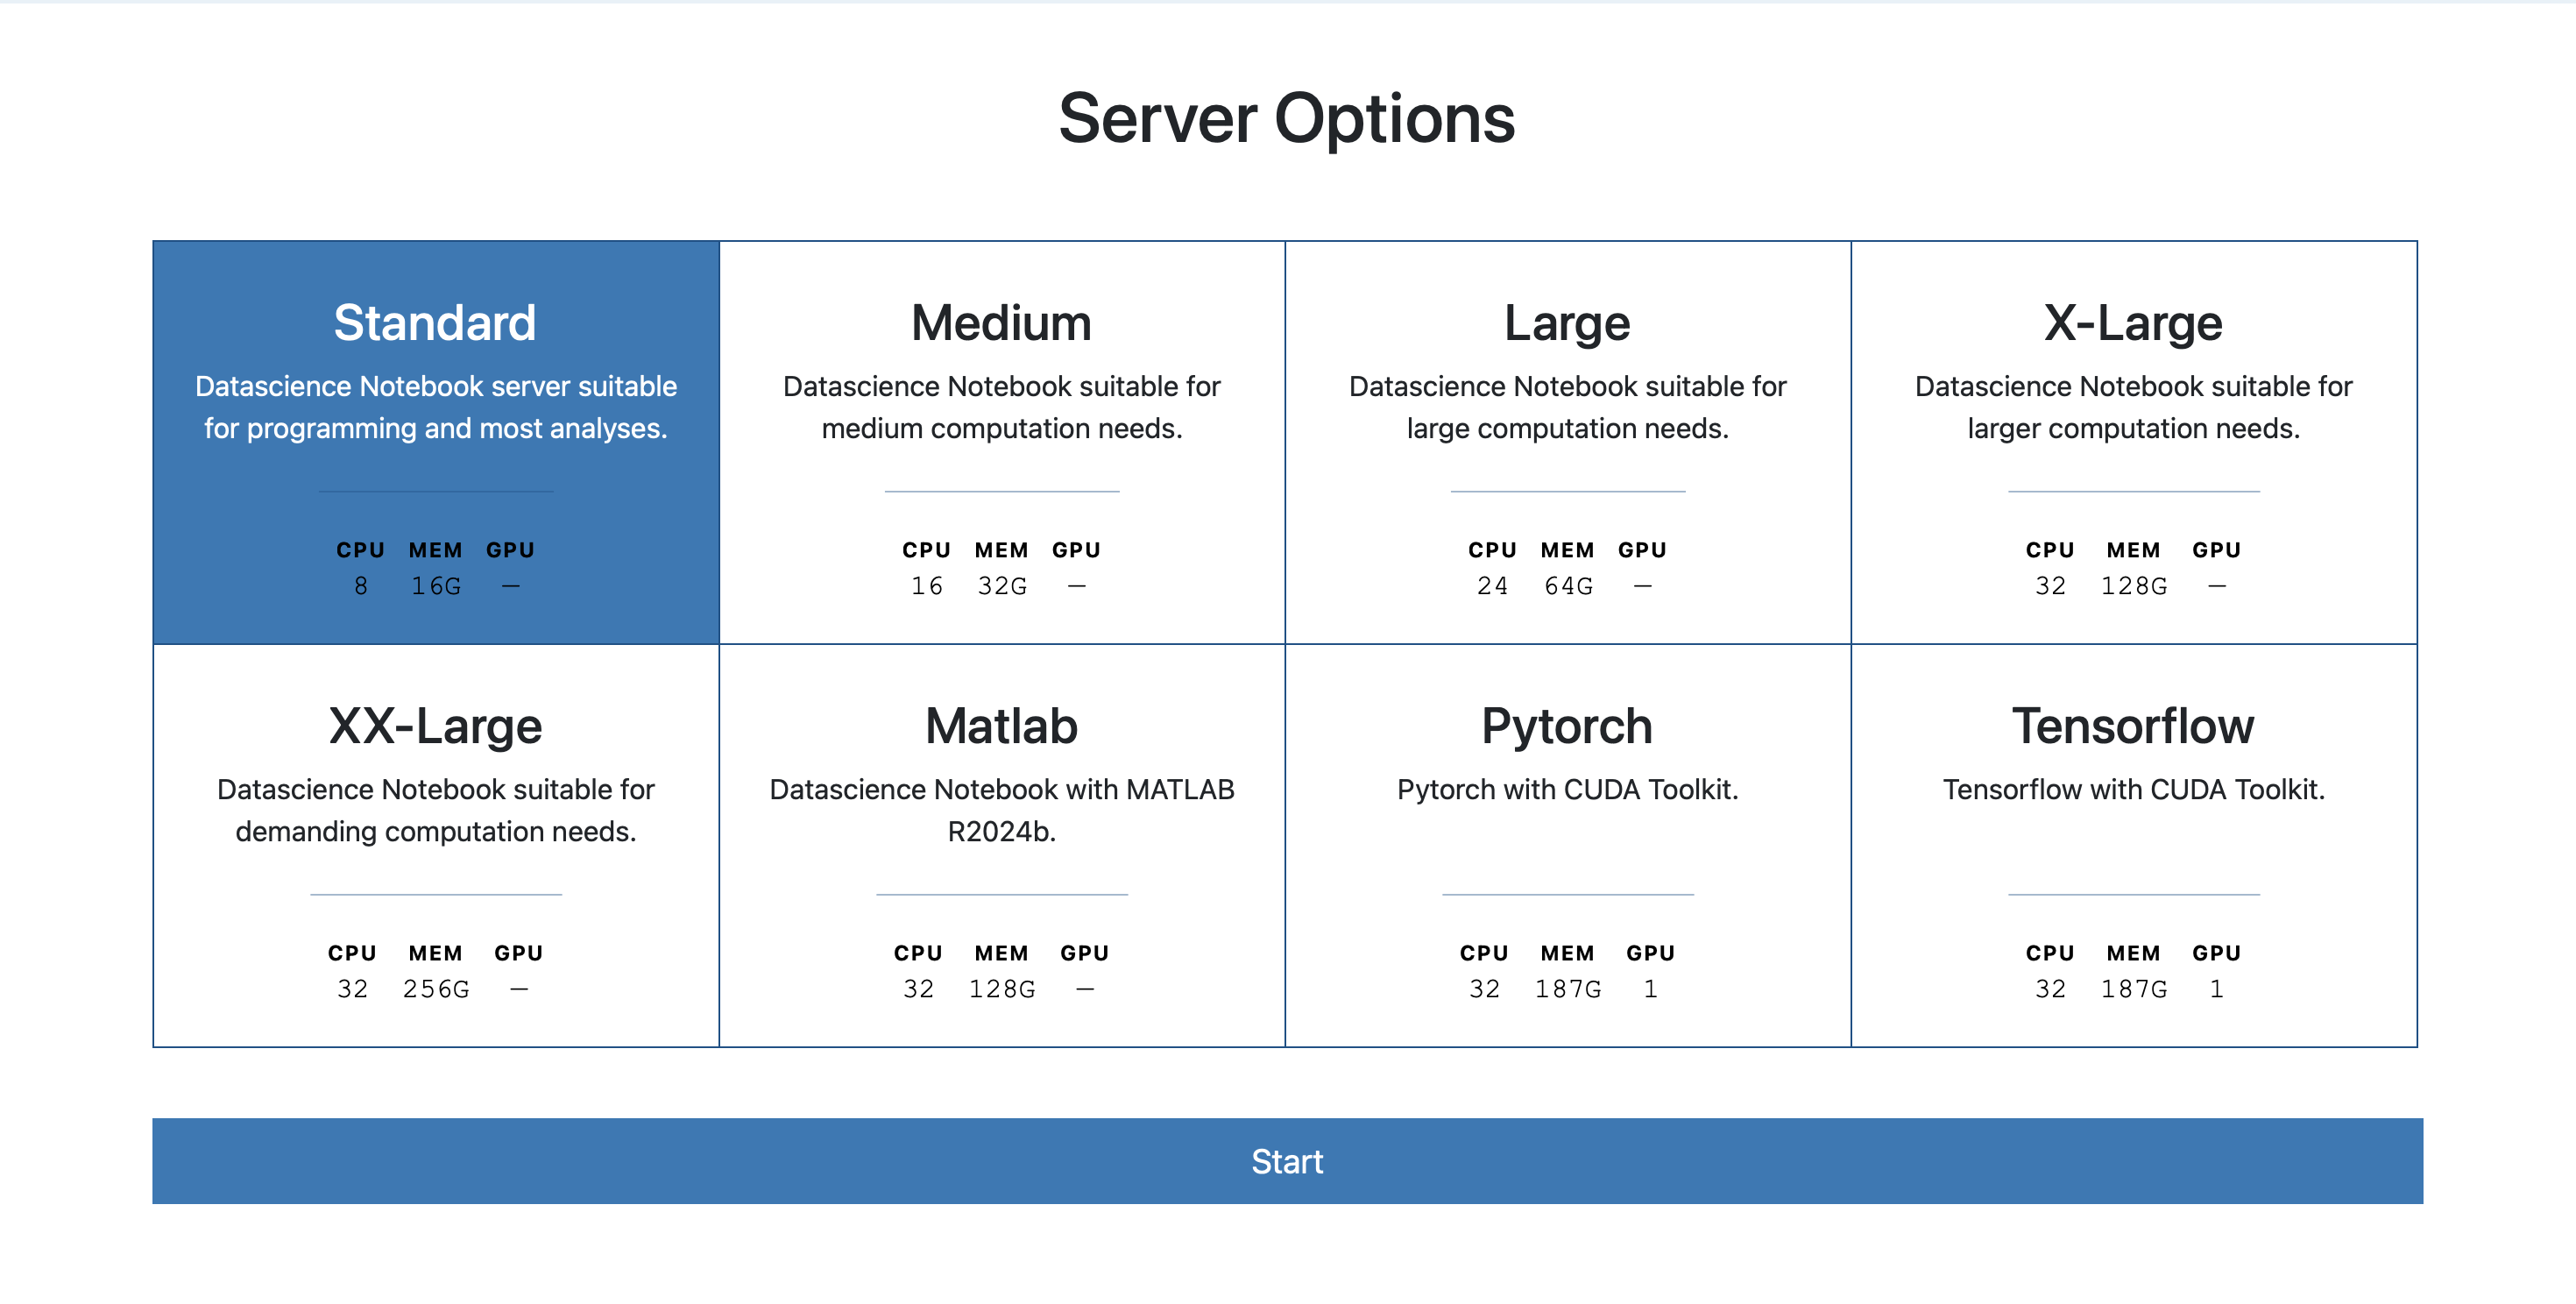 Server Options
Standard
Datascience Notebook server suitable
for programming and most analyses.
CPU MEM GPU
8 16G —
Medium
Datascience Notebook suitable for
medium computation needs.
CPU MEM GPU
16 32G —
Large
Datascience Notebook suitable for
large computation needs.
CPU MEM GPU
24 64G —
X-Large
Datascience Notebook suitable for
larger computation needs.
CPU MEM GPU
32 128G —
XX-Large
Datascience Notebook suitable for
demanding computation needs.
CPU MEM GPU
32 256G —
Matlab
Datascience Notebook with MATLAB
R2024b.
CPU MEM GPU
32 128G —
Pytorch
Pytorch with CUDA Toolkit.
CPU MEM GPU
32 187G 1
Tensorflow
Tensorflow with CUDA Toolkit.
CPU MEM GPU
32 187G 1
Start